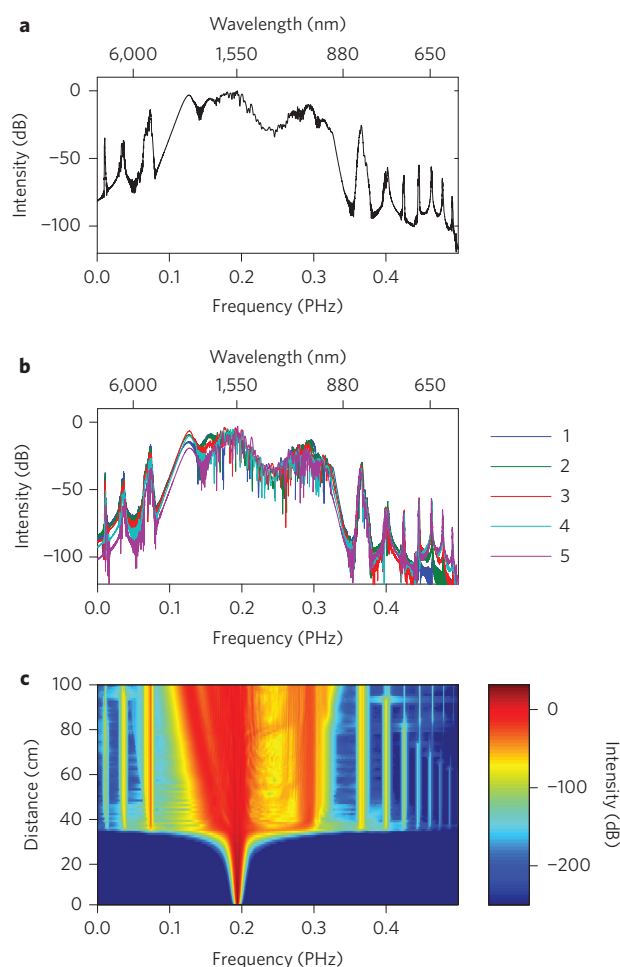 a
Wavelength (nm)
6,000 1,550 880 650
0
−50
−100
Intensity (dB)
0.0 0.1 0.2 0.3 0.4
Frequency (PHz)
b
Wavelength (nm)
6,000 1,550 880 650
0
−50
−100
Intensity (dB)
0.0 0.1 0.2 0.3 0.4
Frequency (PHz)
1
2
3
4
5
c
100
80
60
40
20
0
Distance (cm)
0.0 0.1 0.2 0.3 0.4
Frequency (PHz)
0
−100
−200
Intensity (dB)